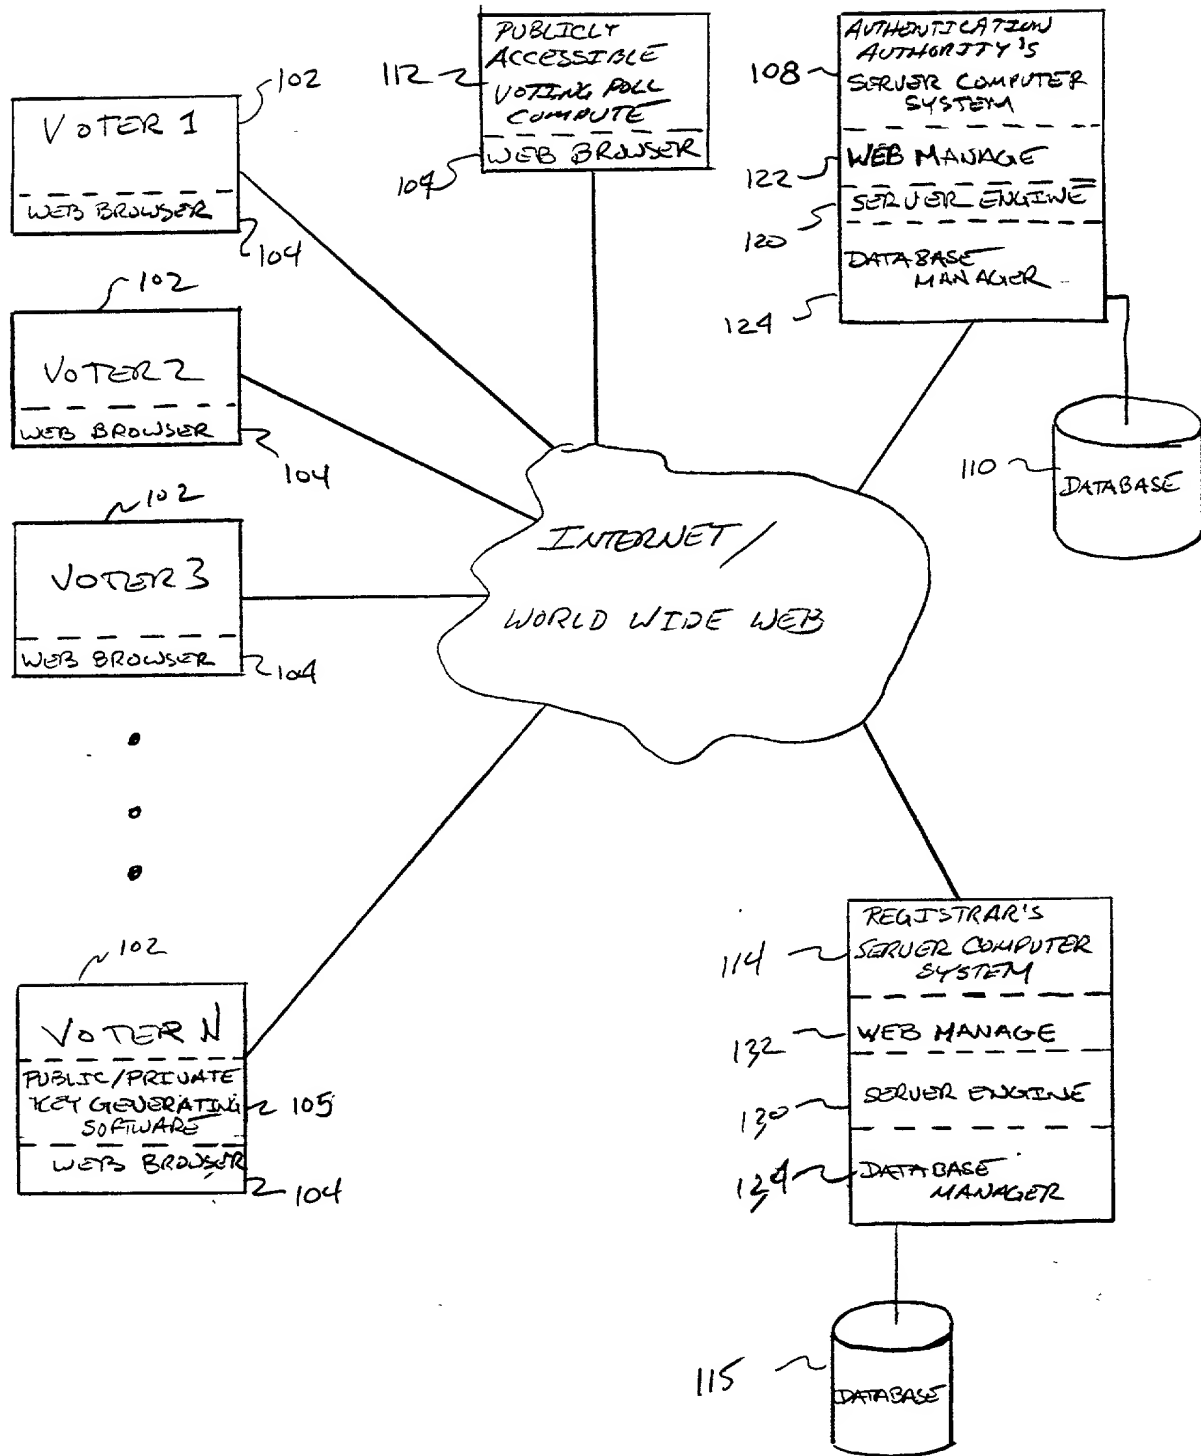 102
VOTER 1
WEB BROWSER
104
102
VOTER 2
WEB BROWSER
104
102
VOTER 3
WEB BROWSER
104
102
VOTER N
PUBLIC/PRIVATE
KEY GENERATING
SOFTWARE
105
WEB BROWSER
104
112
PUBLICLY
ACCESSIBLE
VOTING POLL
COMPUTE
WEB BROWSER
104
108
AUTHENTICATION
AUTHORITY'S
SERVER COMPUTER
SYSTEM
122
WEB MANAGE
SERVER ENGINE
120
DATABASE
MANAGER
124
110
DATABASE
INTERNET/
WORLD WIDE WEB
REGISTRAR'S
114
SERVER COMPUTER
SYSTEM
WEB MANAGE
132
SERVER ENGINE
130
DATABASE
MANAGER
115
DATABASE